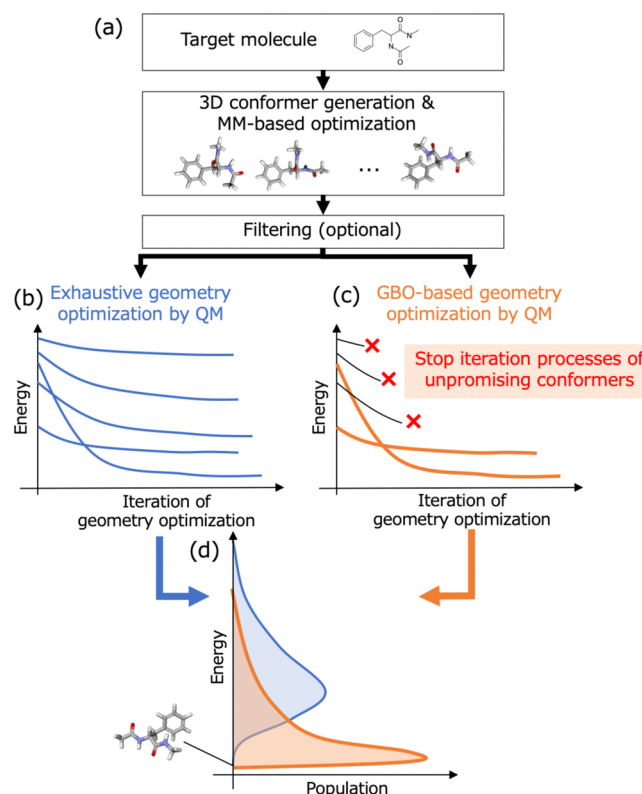 (a)
Target molecule
O
N
H
N
H
O
3D conformer generation &
MM-based optimization
...
Filtering (optional)
(b)
Exhaustive geometry
optimization by QM
Energy
Iteration of
geometry optimization
(c)
GBO-based geometry
optimization by QM
Stop iteration processes of
unpromising conformers
Energy
Iteration of
geometry optimization
(d)
Energy
Population